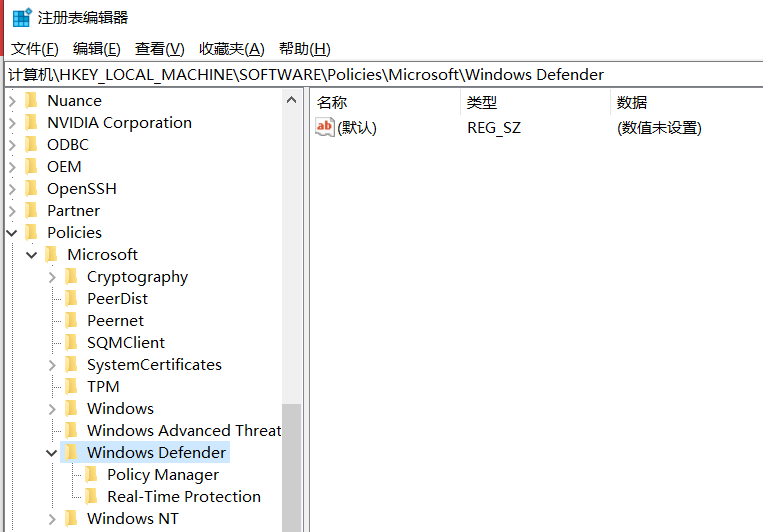 注册表编辑器
文件(F) 编辑(E) 查看(V) 收藏夹(A) 帮助(H)
计算机\HKEY_LOCAL_MACHINE\SOFTWARE\Policies\Microsoft\Windows Defender
Nuance
NVIDIA Corporation
ODBC
OEM
OpenSSH
Partner
Policies
Microsoft
Cryptography
PeerDist
Peernet
SQMClient
SystemCertificates
TPM
Windows
Windows Advanced Threat
Windows Defender
Policy Manager
Real-Time Protection
Windows NT
名称 类型 数据
ab (默认) REG_SZ (数值未设置)